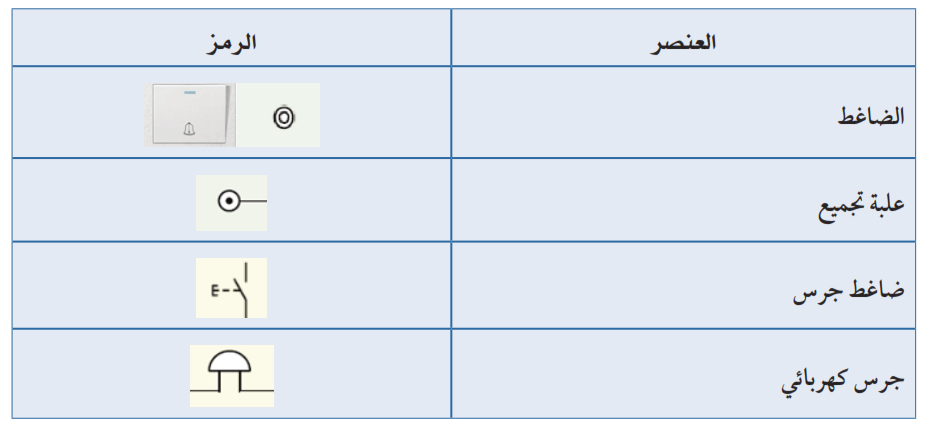 العنصر
الرمز
الضاغط
علبة تجميع
ضاغط جرس
E
جرس كهربائي